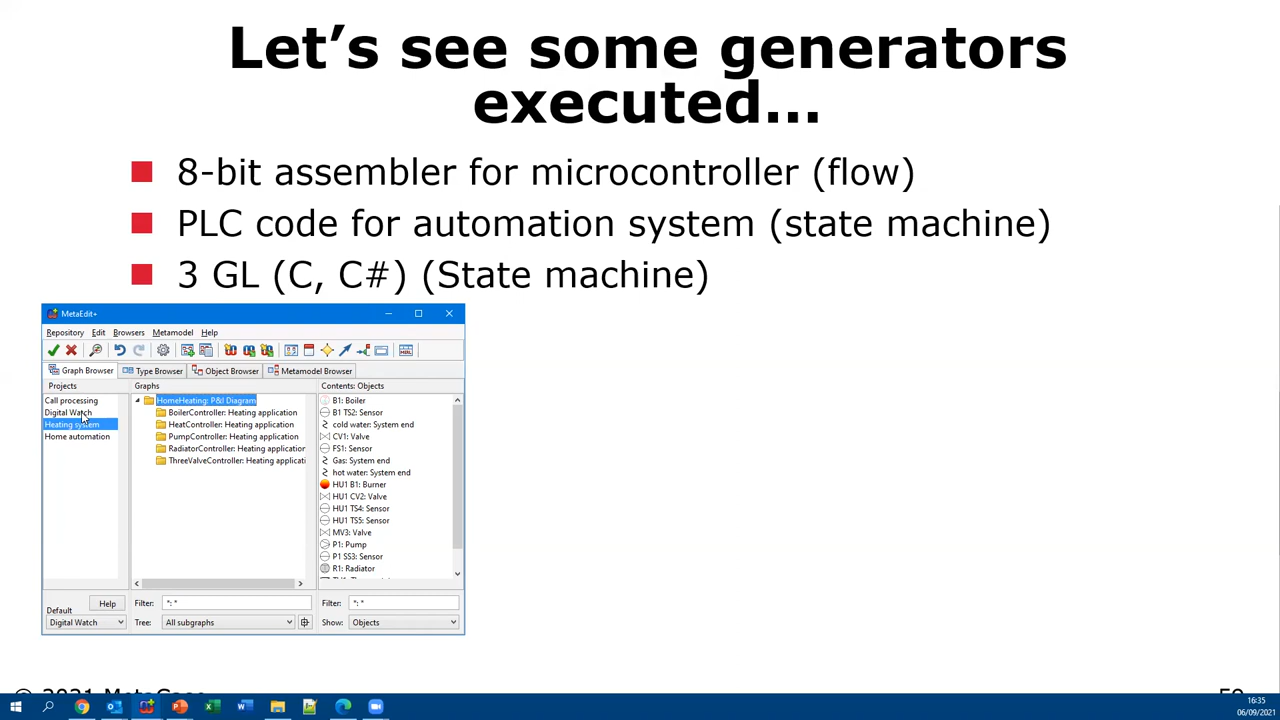 Let's see some generators
executed...
8-bit assembler for microcontroller (flow)
PLC code for automation system (state machine)
3 GL (C, C#) (State machine)
MetaEdit+
Repository Edit Browsers Metamodel Help
Graph Browser Type Browser Object Browser Metamodel Browser
Projects Graphs Contents: Objects
Call processing
Digital Watch
Heating system
Home automation
HomeHeating: P&I Diagram
BoilerController: Heating application
HeatController: Heating application
PumpController: Heating application
RadiatorController: Heating application
ThreeValveController: Heating applicati
B1: Boiler
B1 TS2: Sensor
cold water: System end
CV1: Valve
FS1: Sensor
Gas: System end
hot water: System end
HU1 B1: Burner
HU1 CV2: Valve
HU1 TS4: Sensor
HU1 TS5: Sensor
MV3: Valve
P1: Pump
P1 SS3: Sensor
R1: Radiator
Default Help
Digital Watch
Filter: *: *
Tree: All subgraphs
Filter: *: *
Show: Objects
© 2021 MetaCase
16:35
06/09/2021